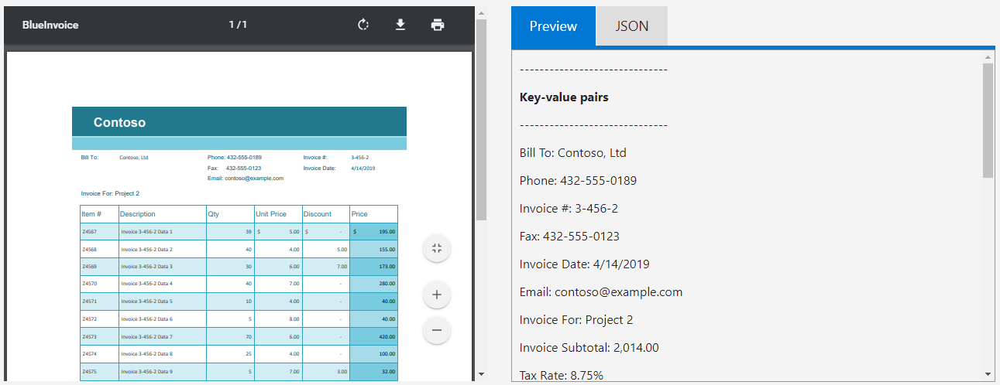 BlueInvoice 1 / 1
Contoso
Bill To: Contoso, Ltd Phone: 432-555-0189 Invoice #: 3-456-2
Fax: 432-555-0123 Invoice Date: 4/14/2019
Email: contoso@example.com
Invoice For: Project 2
Item # Description Qty Unit Price Discount Price
Z4567 Invoice 3-456-2 Data 1 39 $ 5.00 $ - $ 195.00
Z4568 Invoice 3-456-2 Data 2 40 4.00 5.00 155.00
Z4569 Invoice 3-456-2 Data 3 30 6.00 7.00 173.00
Z4570 Invoice 3-456-2 Data 4 40 7.00 - 280.00
Z4571 Invoice 3-456-2 Data 5 10 4.00 - 40.00
Z4572 Invoice 3-456-2 Data 6 5 8.00 - 40.00
Z4573 Invoice 3-456-2 Data 7 70 6.00 - 420.00
Z4574 Invoice 3-456-2 Data 8 25 4.00 - 100.00
Z4575 Invoice 3-456-2 Data 9 5 7.00 3.00 32.00
Preview JSON
------------------------------
Key-value pairs
------------------------------
Bill To: Contoso, Ltd
Phone: 432-555-0189
Invoice #: 3-456-2
Fax: 432-555-0123
Invoice Date: 4/14/2019
Email: contoso@example.com
Invoice For: Project 2
Invoice Subtotal: 2,014.00
Tax Rate: 8.75%